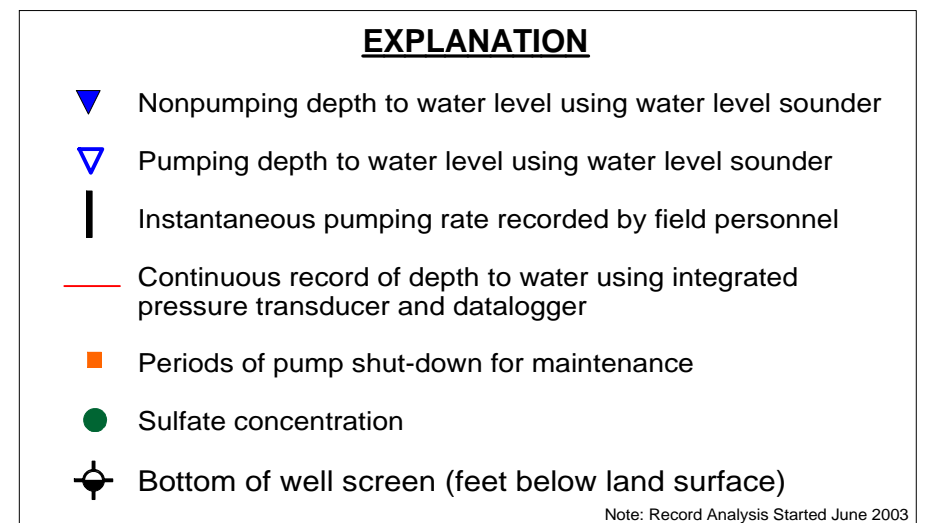 EXPLANATION
Nonpumping depth to water level using water level sounder
Pumping depth to water level using water level sounder
Instantaneous pumping rate recorded by field personnel
Continuous record of depth to water using integrated
pressure transducer and datalogger
Periods of pump shut-down for maintenance
Sulfate concentration
Bottom of well screen (feet below land surface)
Note: Record Analysis Started June 2003